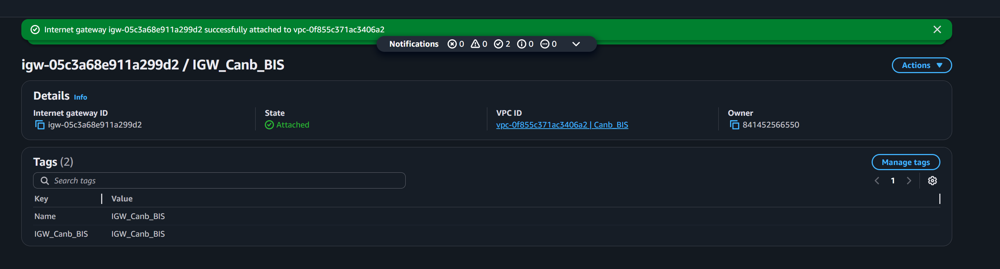 Internet gateway igw-05c3a68e911a299d2 successfully attached to vpc-0f855c371ac3406a2
Notifications 0 0 2 0 0
igw-05c3a68e911a299d2 / IGW_Canb_BIS
Actions
Details Info
Internet gateway ID State VPC ID Owner
igw-05c3a68e911a299d2 Attached vpc-0f855c371ac3406a2 | Canb_BIS 841452566550
Tags (2) Manage tags
Search tags 1
Key Value
Name IGW_Canb_BIS
IGW_Canb_BIS IGW_Canb_BIS